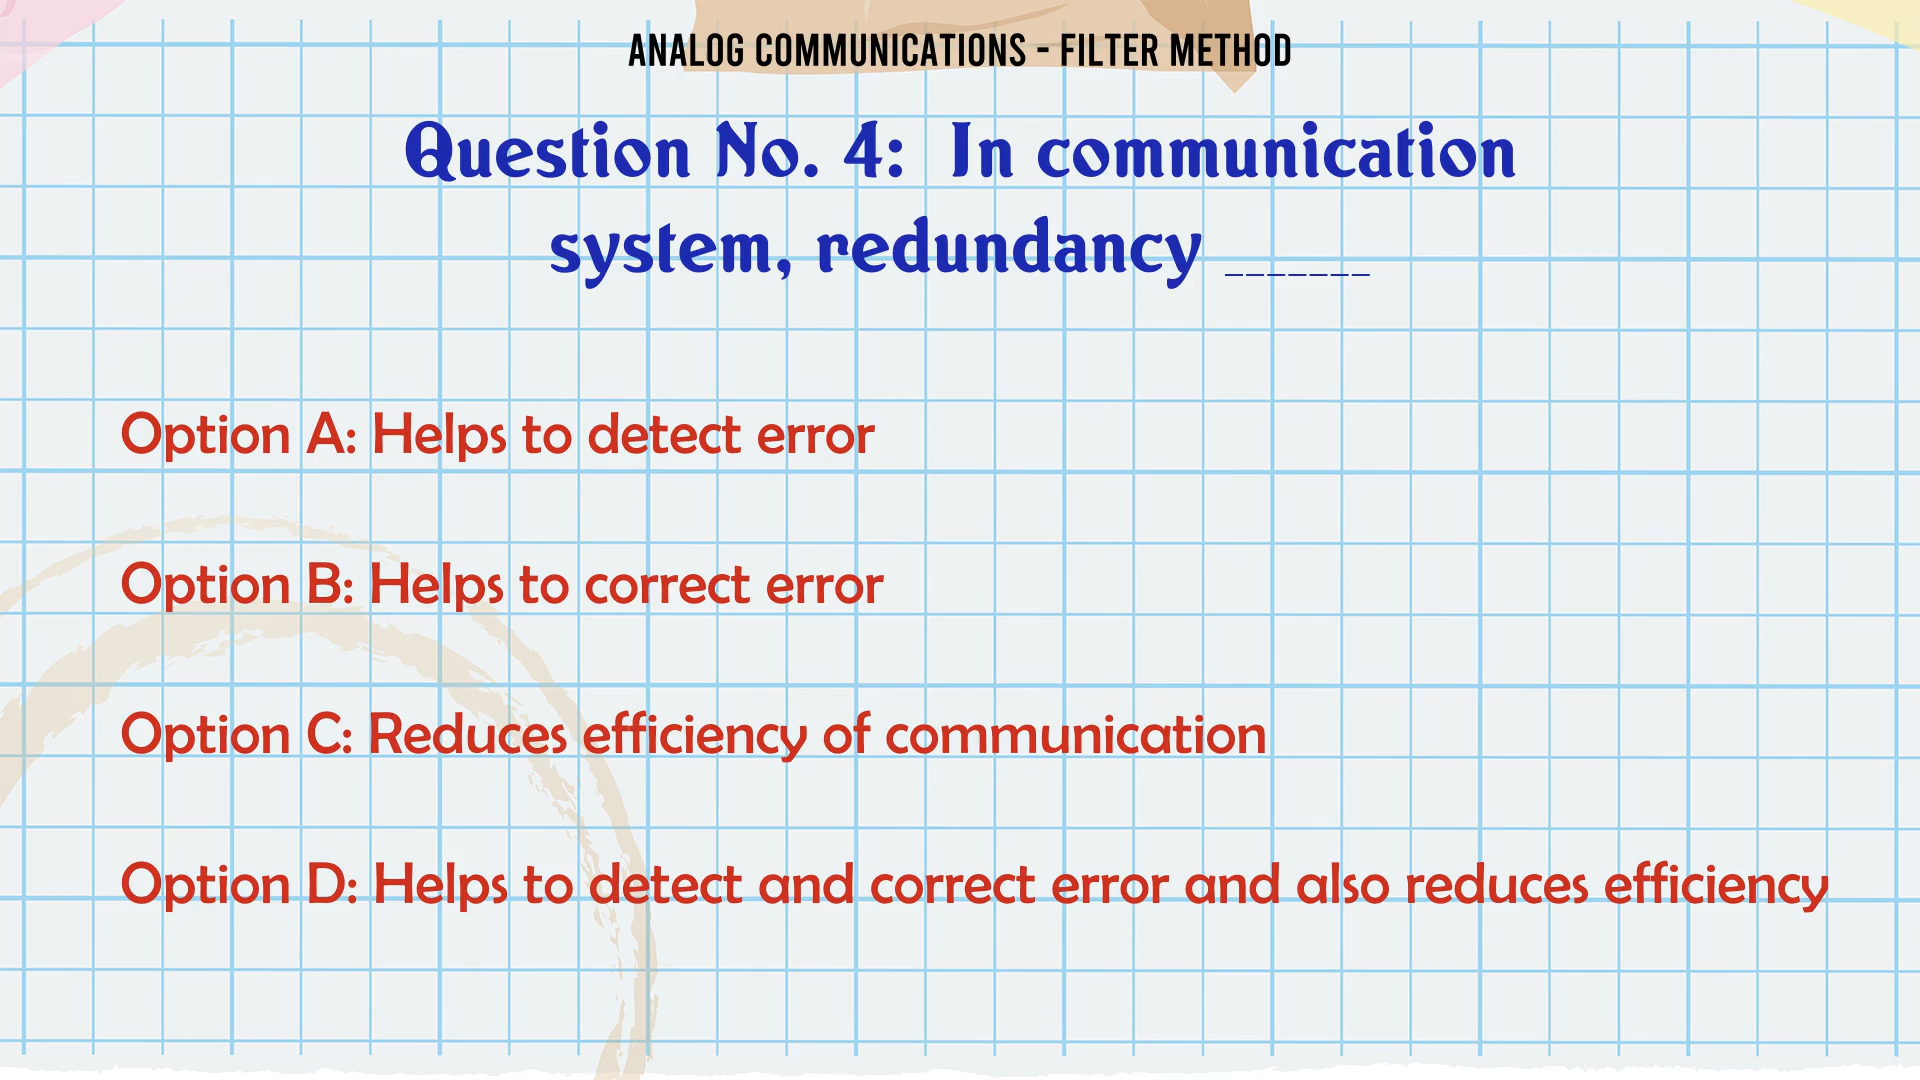 ANALOG COMMUNICATIONS - FILTER METHOD
Question No. 4: In communication
system, redundancy _______
Option A: Helps to detect error
Option B: Helps to correct error
Option C: Reduces efficiency of communication
Option D: Helps to detect and correct error and also reduces efficiency